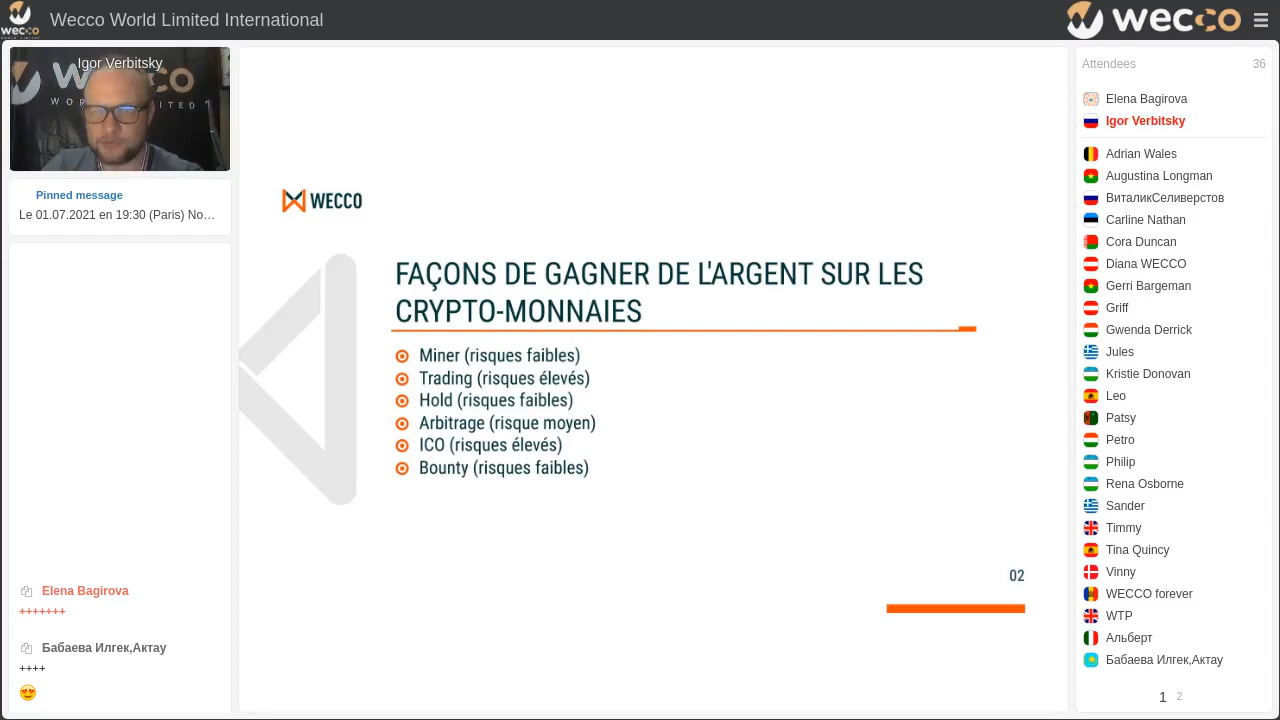 wecco
Wecco World Limited International
wecco
Igor Verbitsky
Pinned message
Le 01.07.2021 en 19:30 (Paris) No…
Elena Bagirova
+++++++
Бабаева Илгек,Актау
++++
WECCO
FAÇONS DE GAGNER DE L'ARGENT SUR LES
CRYPTO-MONNAIES
Miner (risques faibles)
Trading (risques élevés)
Hold (risques faibles)
Arbitrage (risque moyen)
ICO (risques élevés)
Bounty (risques faibles)
02
Attendees 36
Elena Bagirova
Igor Verbitsky
Adrian Wales
Augustina Longman
ВиталикСеливерстов
Carline Nathan
Cora Duncan
Diana WECCO
Gerri Bargeman
Griff
Gwenda Derrick
Jules
Kristie Donovan
Leo
Patsy
Petro
Philip
Rena Osborne
Sander
Timmy
Tina Quincy
Vinny
WECCO forever
WTP
Альберт
Бабаева Илгек,Актау
1 2